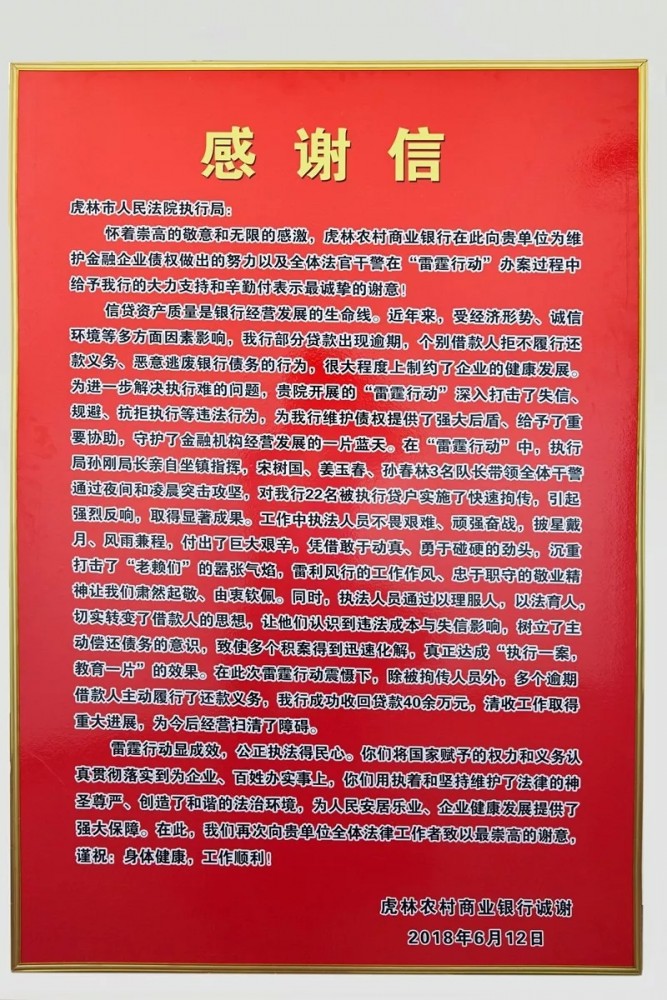 感谢信
虎林市人民法院执行局：
怀着崇高的敬意和无限的感激，虎林农村商业银行在此向贵单位为维
护金融企业债权做出的努力以及全体法官干警在“雷霆行动”办案过程中
给予我行的大力支持和辛勤付表示最诚挚的谢意！
信贷资产质量是银行经营发展的生命线。近年来，受经济形势、诚信
环境等多方面因素影响，我行部分贷款出现逾期，个别借款人拒不履行还
款义务、恶意逃废银行债务的行为，很大程度上制约了企业的健康发展。
为进一步解决执行难的问题，贵院开展的“雷霆行动”深入打击了失信、
规避、抗拒执行等违法行为，为我行维护债权提供了强大后盾、给予了重
要协助，守护了金融机构经营发展的一片蓝天。在“雷霆行动”中，执行
局孙刚局长亲自坐镇指挥，宋树国、姜玉春、孙春林3名队长带领全体干警
通过夜间和凌晨突击攻坚，对我行22名被执行贷户实施了快速拘传，引起
强烈反响，取得显著成果。工作中执法人员不畏艰难、顽强奋战，披星戴
月、风雨兼程，付出了巨大艰辛，凭借敢于动真、勇于碰硬的劲头，沉重
打击了“老赖们”的嚣张气焰，雷利风行的工作作风、忠于职守的敬业精
神让我们肃然起敬、由衷钦佩。同时，执法人员通过以理服人，以法育人，
切实转变了借款人的思想，让他们认识到违法成本与失信影响，树立了主
动偿还债务的意识，致使多个积案得到迅速化解，真正达成“执行一案，
教育一片”的效果。在此次雷霆行动震慑下，除被拘传人员外，多个逾期
借款人主动履行了还款义务，我行成功收回贷款40余万元，清收工作取得
重大进展，为今后经营扫清了障碍。
雷霆行动显成效，公正执法得民心。你们将国家赋予的权力和义务认
真贯彻落实到为企业、百姓办实事上，你们用执着和坚持维护了法律的神
圣尊严、创造了和谐的法治环境，为人民安居乐业、企业健康发展提供了
强大保障。在此，我们再次向贵单位全体法律工作者致以最崇高的谢意，
谨祝：身体健康，工作顺利！
虎林农村商业银行诚谢
2018年6月12日